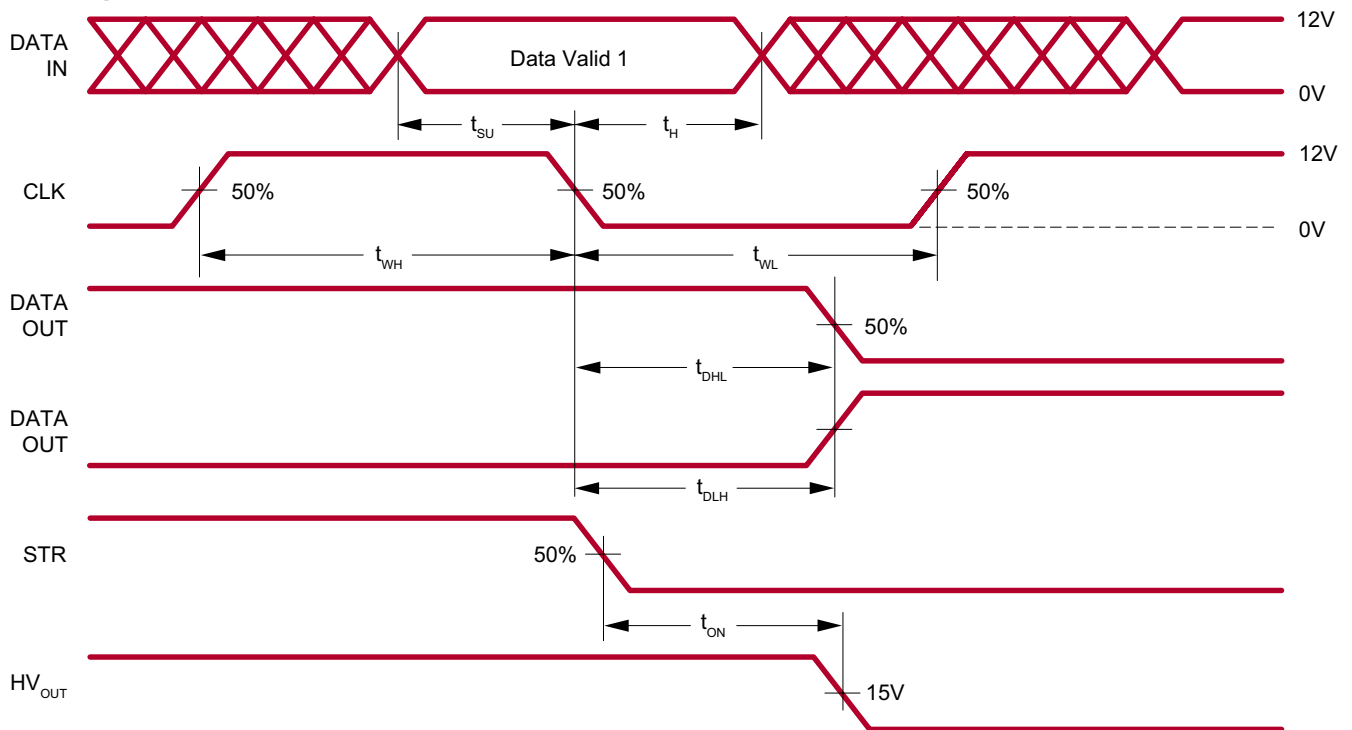 12V
DATA
IN
Data Valid 1
0V
tSU
tH
12V
CLK
50%
50%
50%
0V
tWH
tWL
DATA
OUT
50%
tDHL
DATA
OUT
tDLH
STR
50%
tON
HVOUT
15V